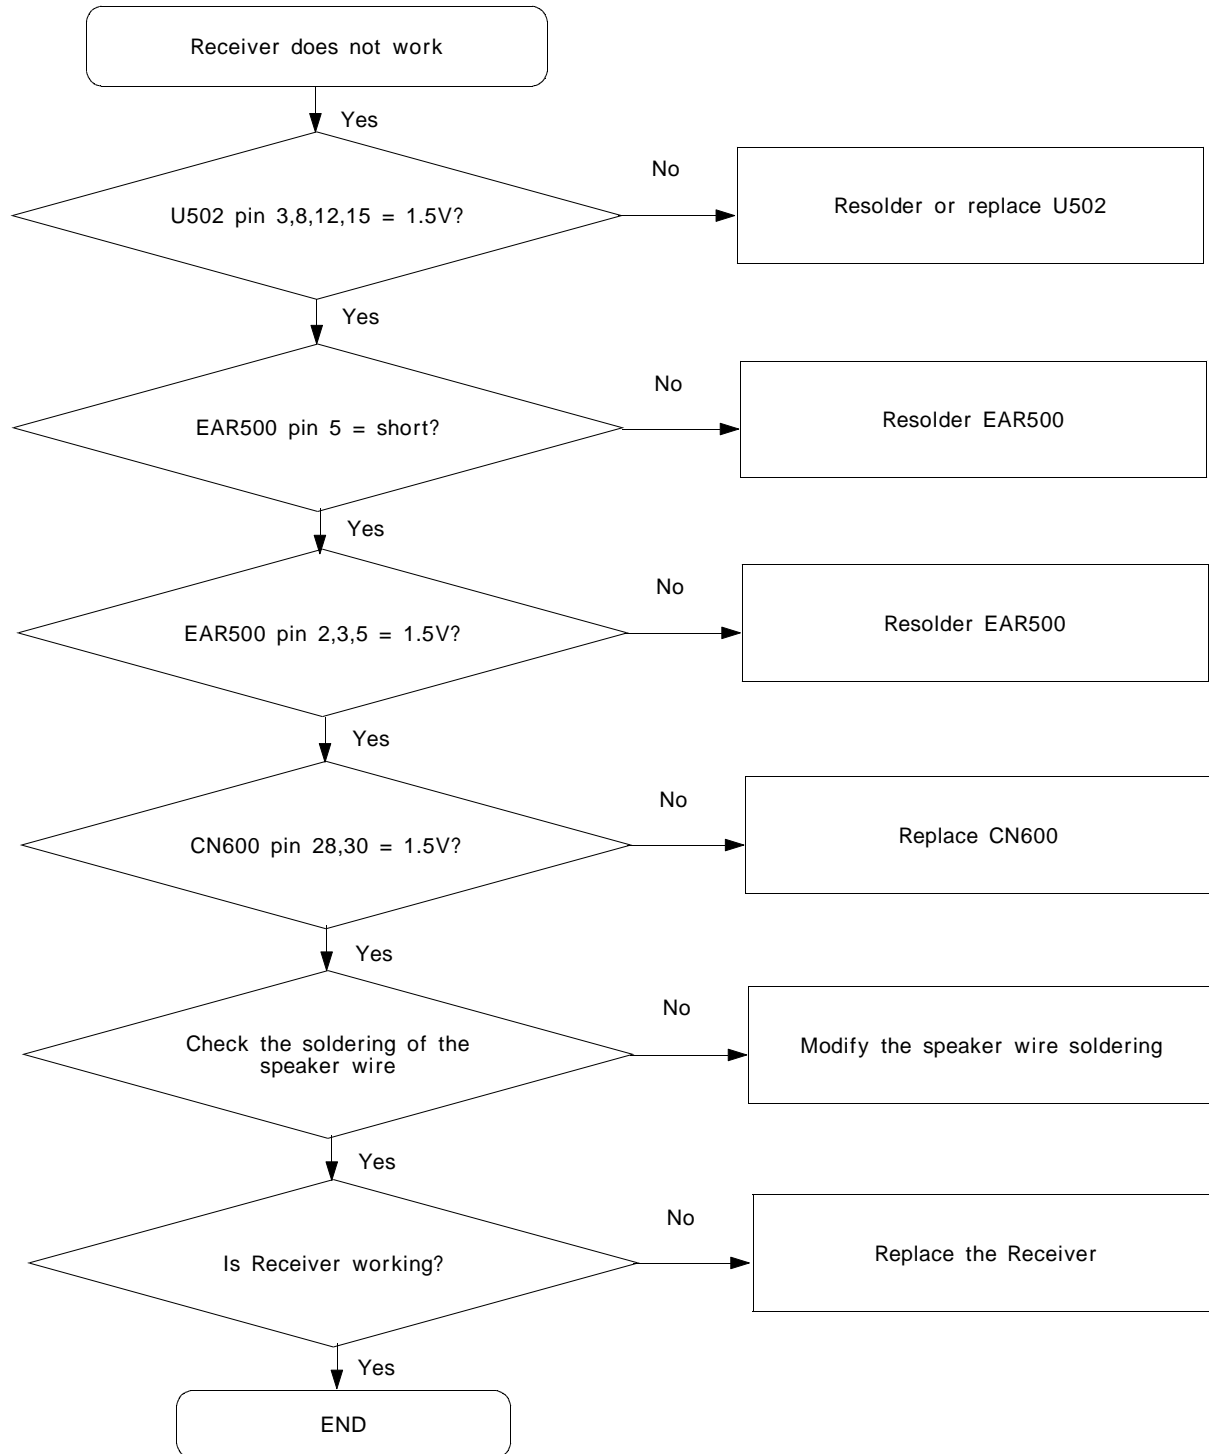 Receiver does not work
Yes
U502 pin 3,8,12,15 = 1.5V?
No
Resolder or replace U502
Yes
EAR500 pin 5 = short?
No
Resolder EAR500
Yes
EAR500 pin 2,3,5 = 1.5V?
No
Resolder EAR500
Yes
CN600 pin 28,30 = 1.5V?
No
Replace CN600
Yes
Check the soldering of the
speaker wire
No
Modify the speaker wire soldering
Yes
Is Receiver working?
No
Replace the Receiver
Yes
END